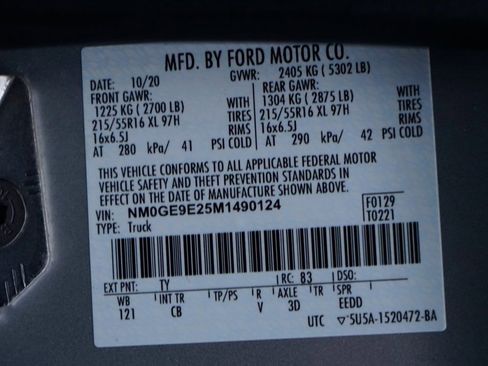 MFD. BY FORD MOTOR CO.
DATE: 10/20 GVWR: 2405 KG ( 5302 LB)
FRONT GAWR: REAR GAWR:
1225 KG ( 2700 LB) WITH 1304 KG ( 2875 LB) WITH
215/55R16 XL 97H TIRES 215/55R16 XL 97H TIRES
16x6.5J RIMS 16x6.5J RIMS
AT 280 kPa/ 41 PSI COLD AT 290 kPa/ 42 PSI COLD
THIS VEHICLE CONFORMS TO ALL APPLICABLE FEDERAL MOTOR
VEHICLE SAFETY AND THEFT PREVENTION STANDARDS IN
EFFECT ON THE DATE OF MANUFACTURE SHOWN ABOVE.
VIN: NM0GE9E25M1490124 F0129
TYPE: Truck T0221
EXT PNT: TY RC: B3 DSO:
WB INT TR TP/PS R AXLE TR SPR
121 CB V 3D EEDD
UTC ▽5U5A-1520472-BA